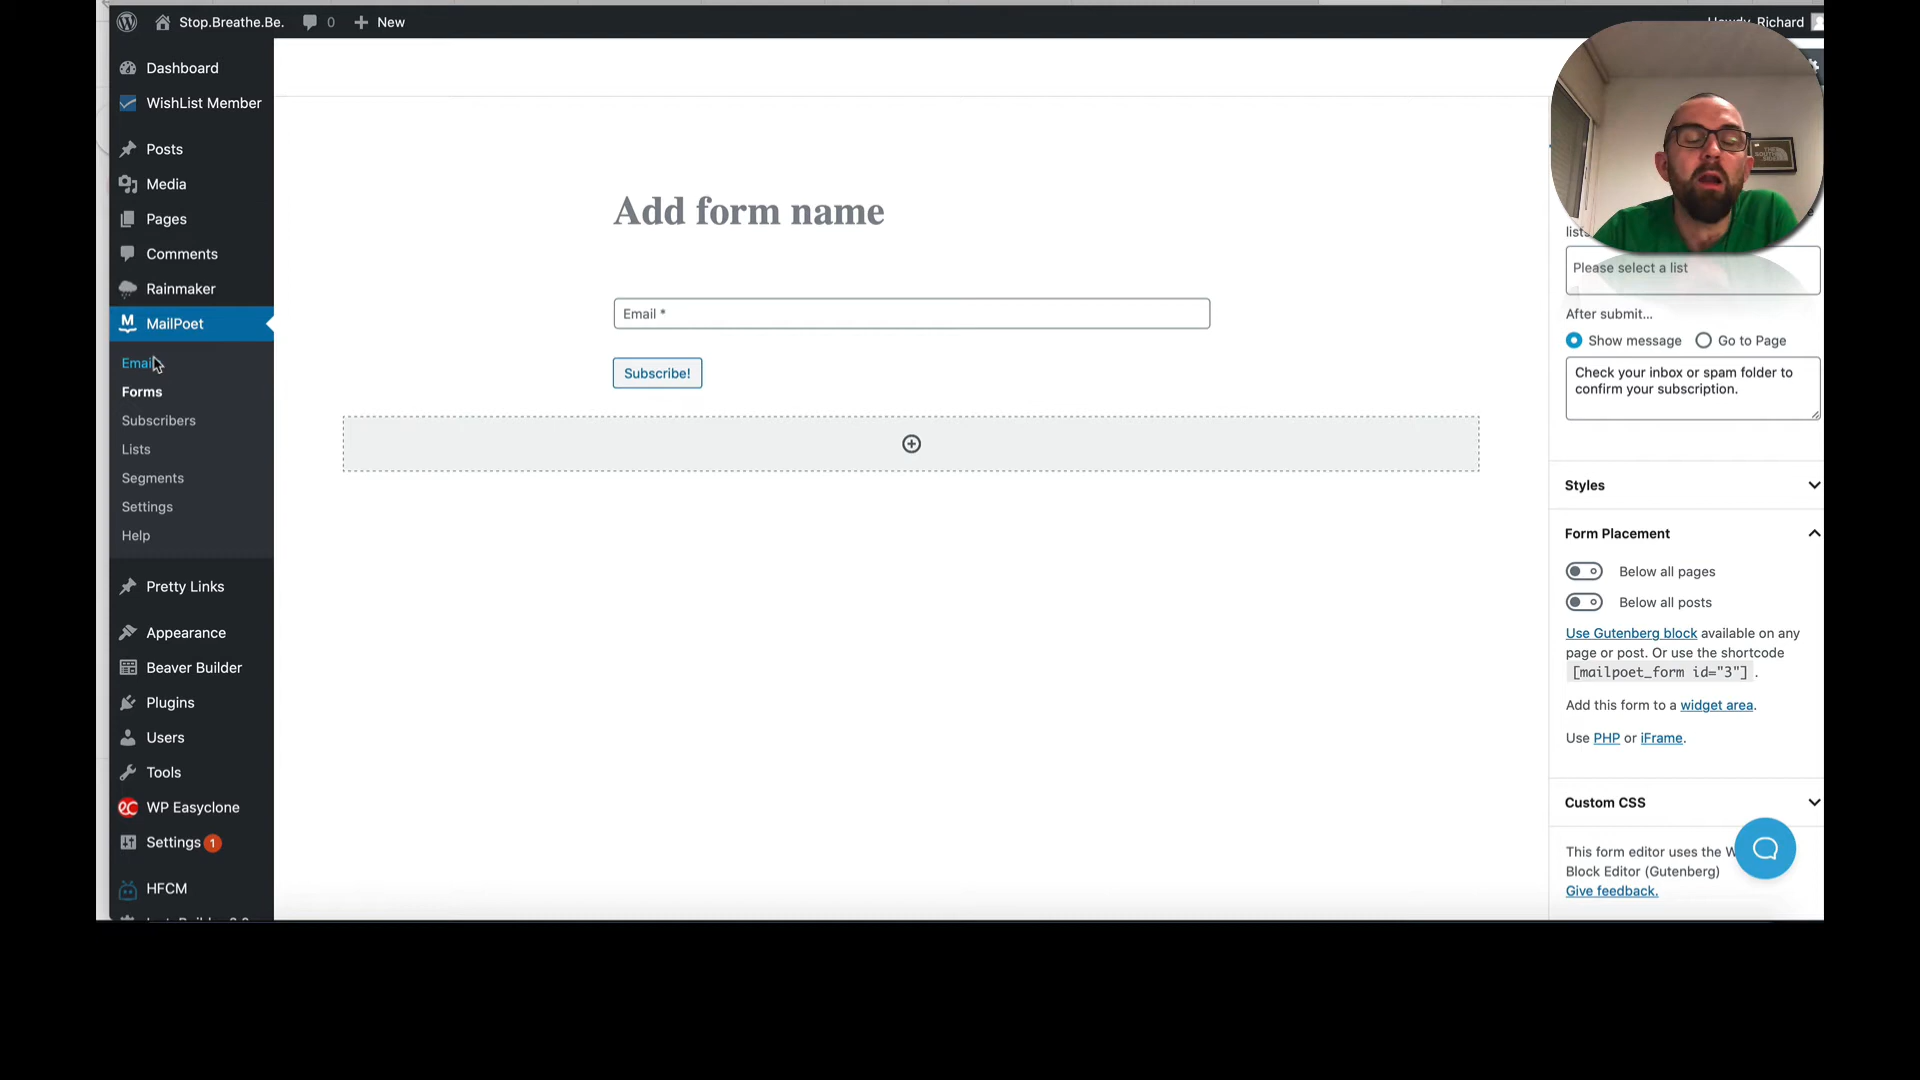 Stop.Breathe.Be. 0 New
Richard
Dashboard
WishList Member
Posts
Media
Pages
Comments
Rainmaker
MailPoet
Emails
Forms
Subscribers
Lists
Segments
Settings
Help
Pretty Links
Appearance
Beaver Builder
Plugins
Users
Tools
WP Easyclone
Settings 1
HFCM
Add form name
Email *
Subscribe!
THE
SOUTH
SIDE
lists
Please select a list
After submit...
Show message Go to Page
Check your inbox or spam folder to
confirm your subscription.
Styles
Form Placement
Below all pages
Below all posts
Use Gutenberg block available on any
page or post. Or use the shortcode
[mailpoet_form id="3"] .
Add this form to a widget area.
Use PHP or iFrame.
Custom CSS
This form editor uses the
Block Editor (Gutenberg)
Give feedback.